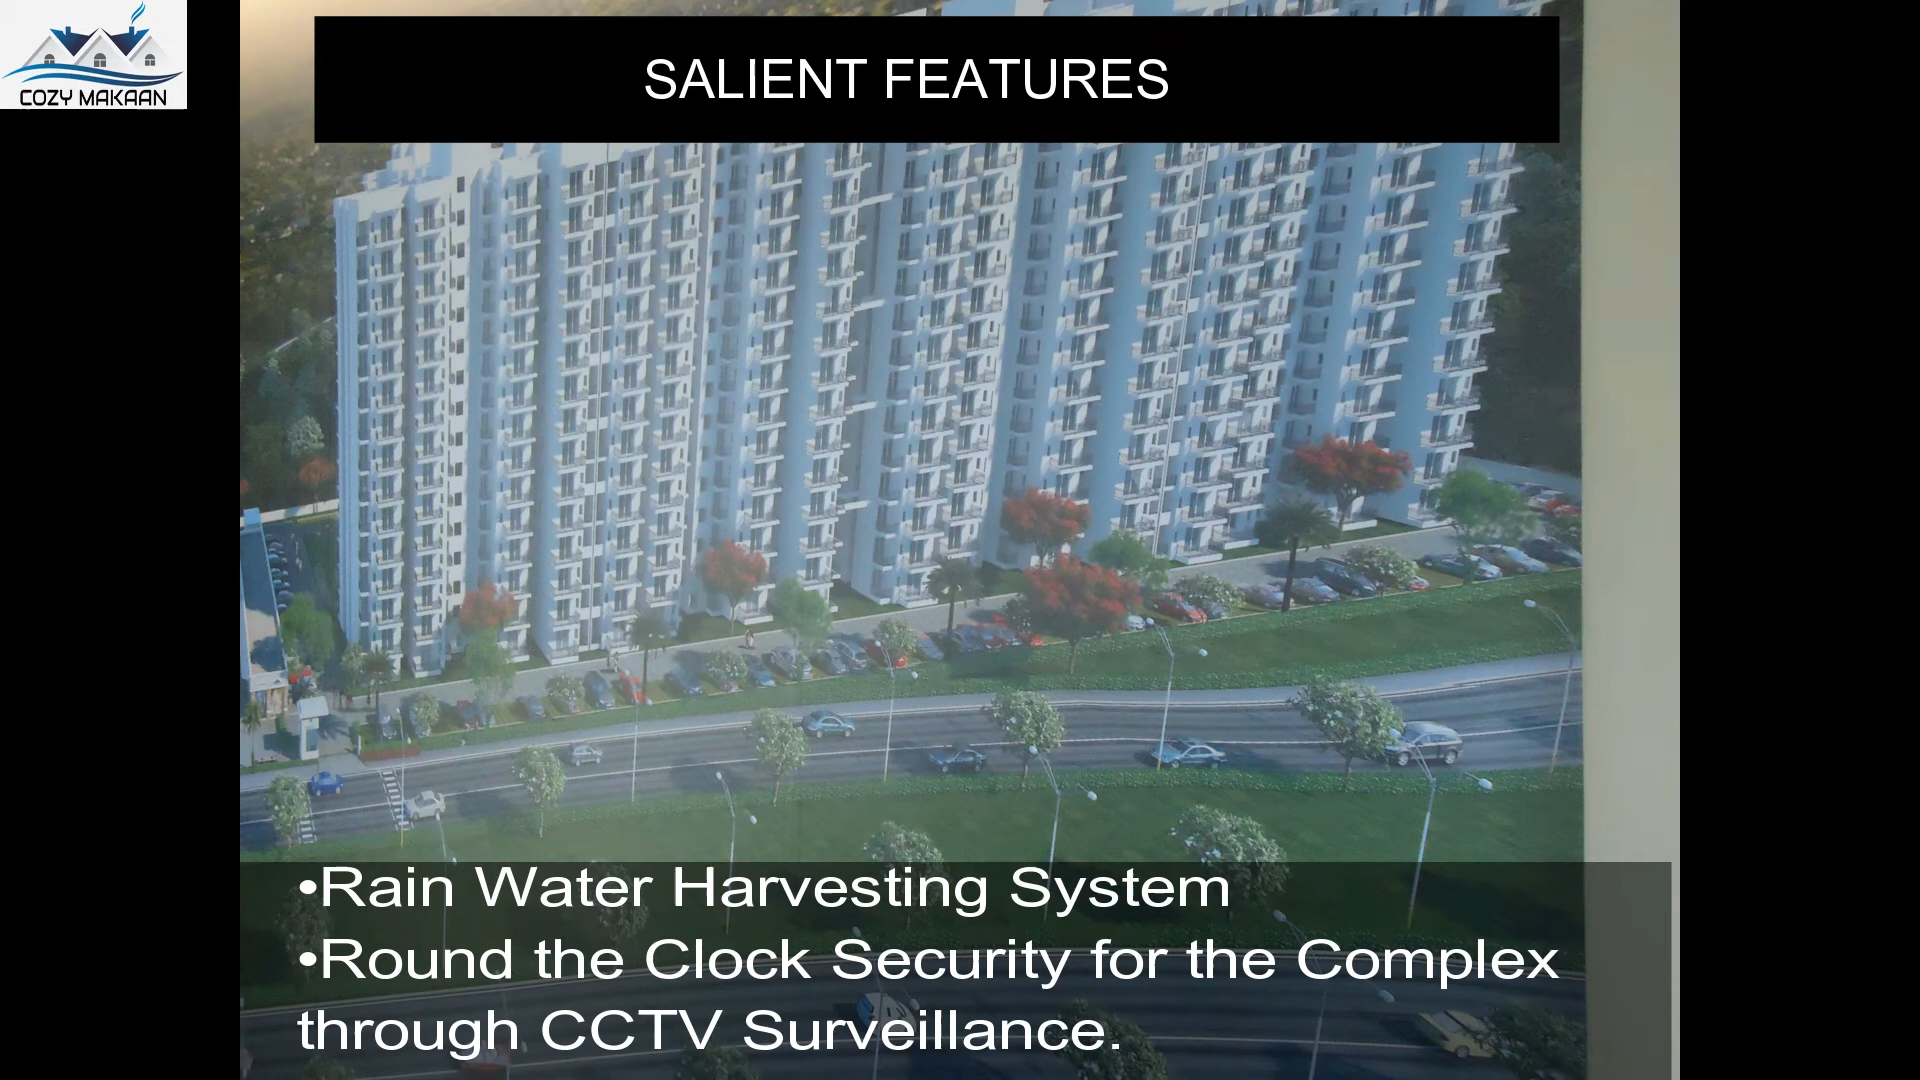 COZY MAKAAN
SALIENT FEATURES
•Rain Water Harvesting System
•Round the Clock Security for the Complex
through CCTV Surveillance.